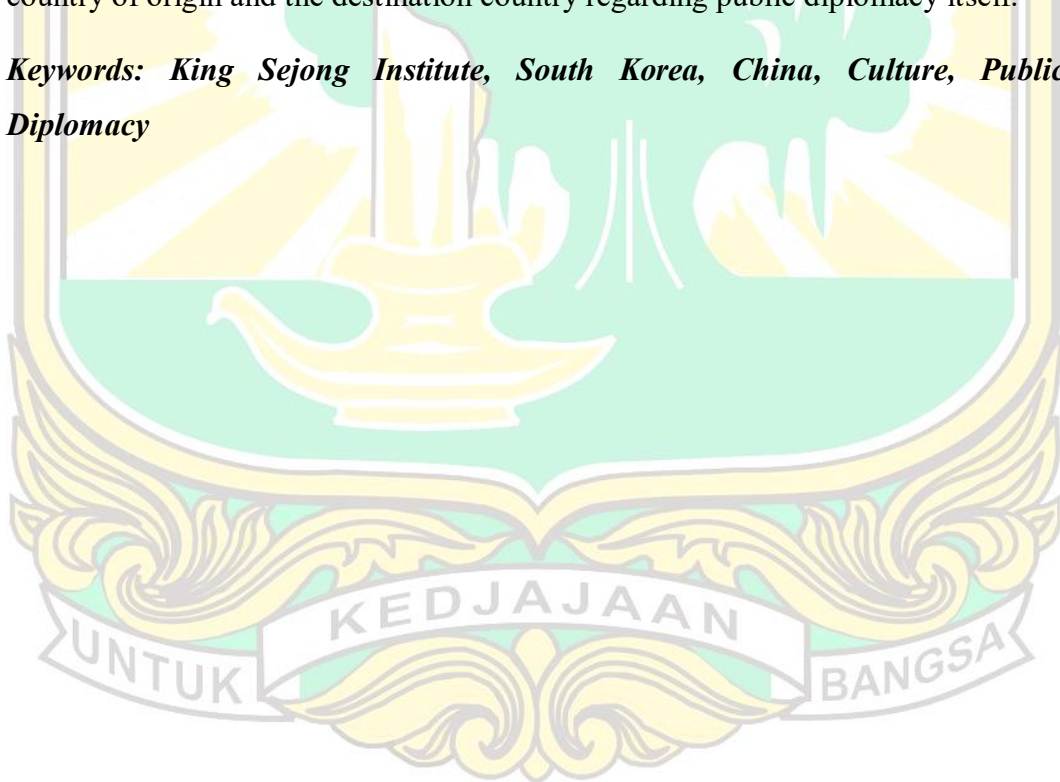 country of origin and the destination country regarding public diplomacy itself.
Keywords: King Sejong Institute, South Korea, China, Culture, Public
Diplomacy
UNTUK KEDJAJAAN BANGSA